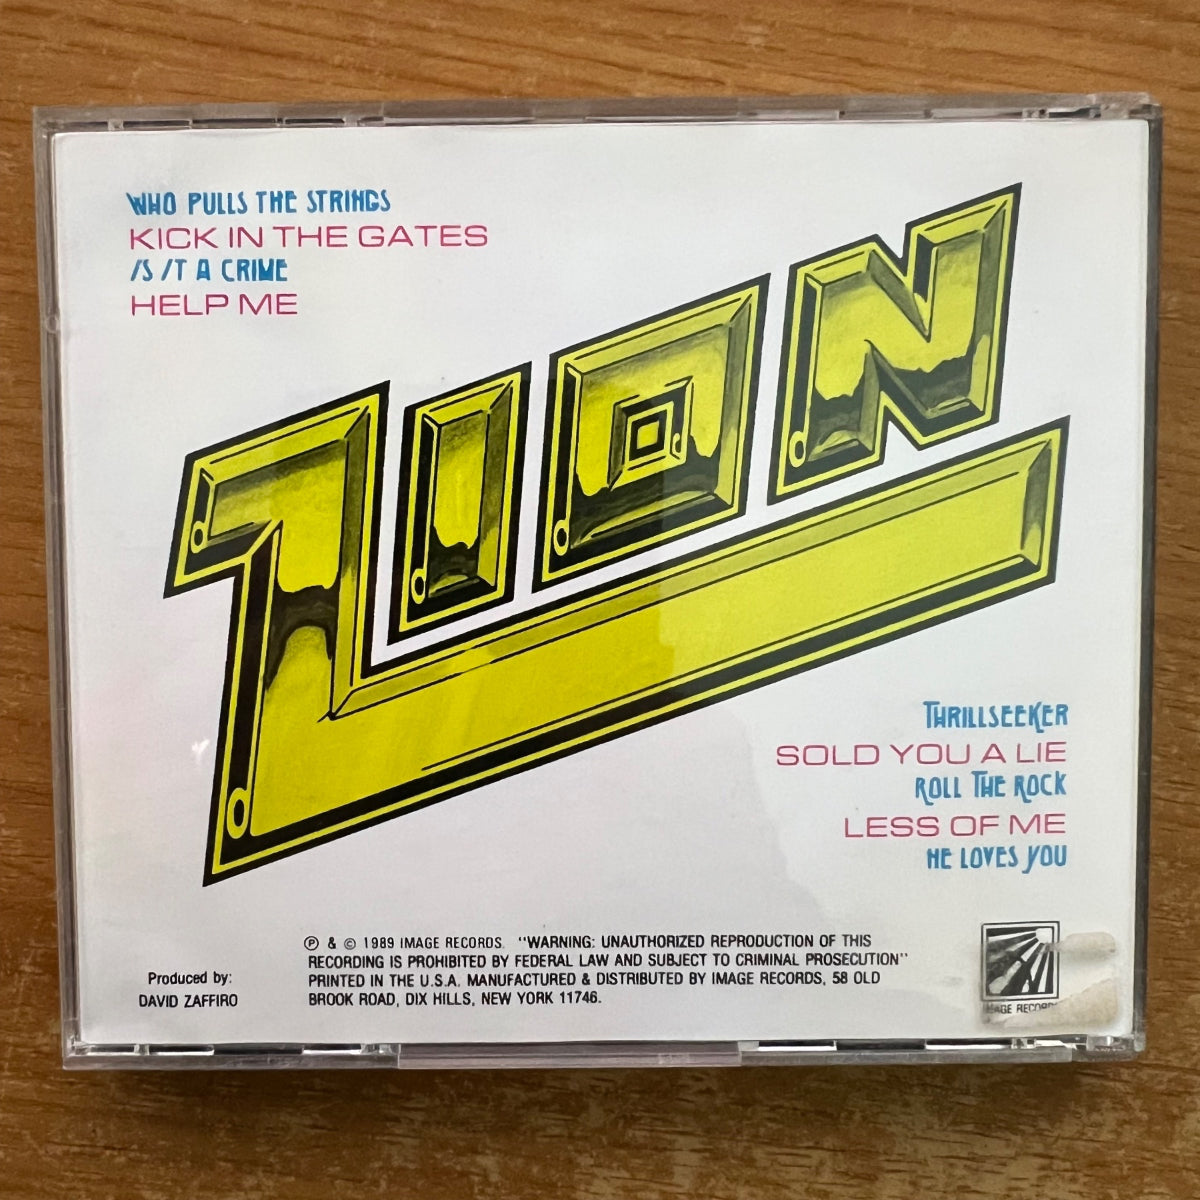 WHO PULLS THE STRINGS
KICK IN THE GATES
IS IT A CRIME
HELP ME
ZION
THRILLSEEKER
SOLD YOU A LIE
ROLL THE ROCK
LESS OF ME
HE LOVES YOU
Produced by:
DAVID ZAFFIRO
℗ & © 1989 IMAGE RECORDS. "WARNING: UNAUTHORIZED REPRODUCTION OF THIS
RECORDING IS PROHIBITED BY FEDERAL LAW AND SUBJECT TO CRIMINAL PROSECUTION"
PRINTED IN THE U.S.A. MANUFACTURED & DISTRIBUTED BY IMAGE RECORDS, 58 OLD
BROOK ROAD, DIX HILLS, NEW YORK 11746.
IMAGE RECORDS